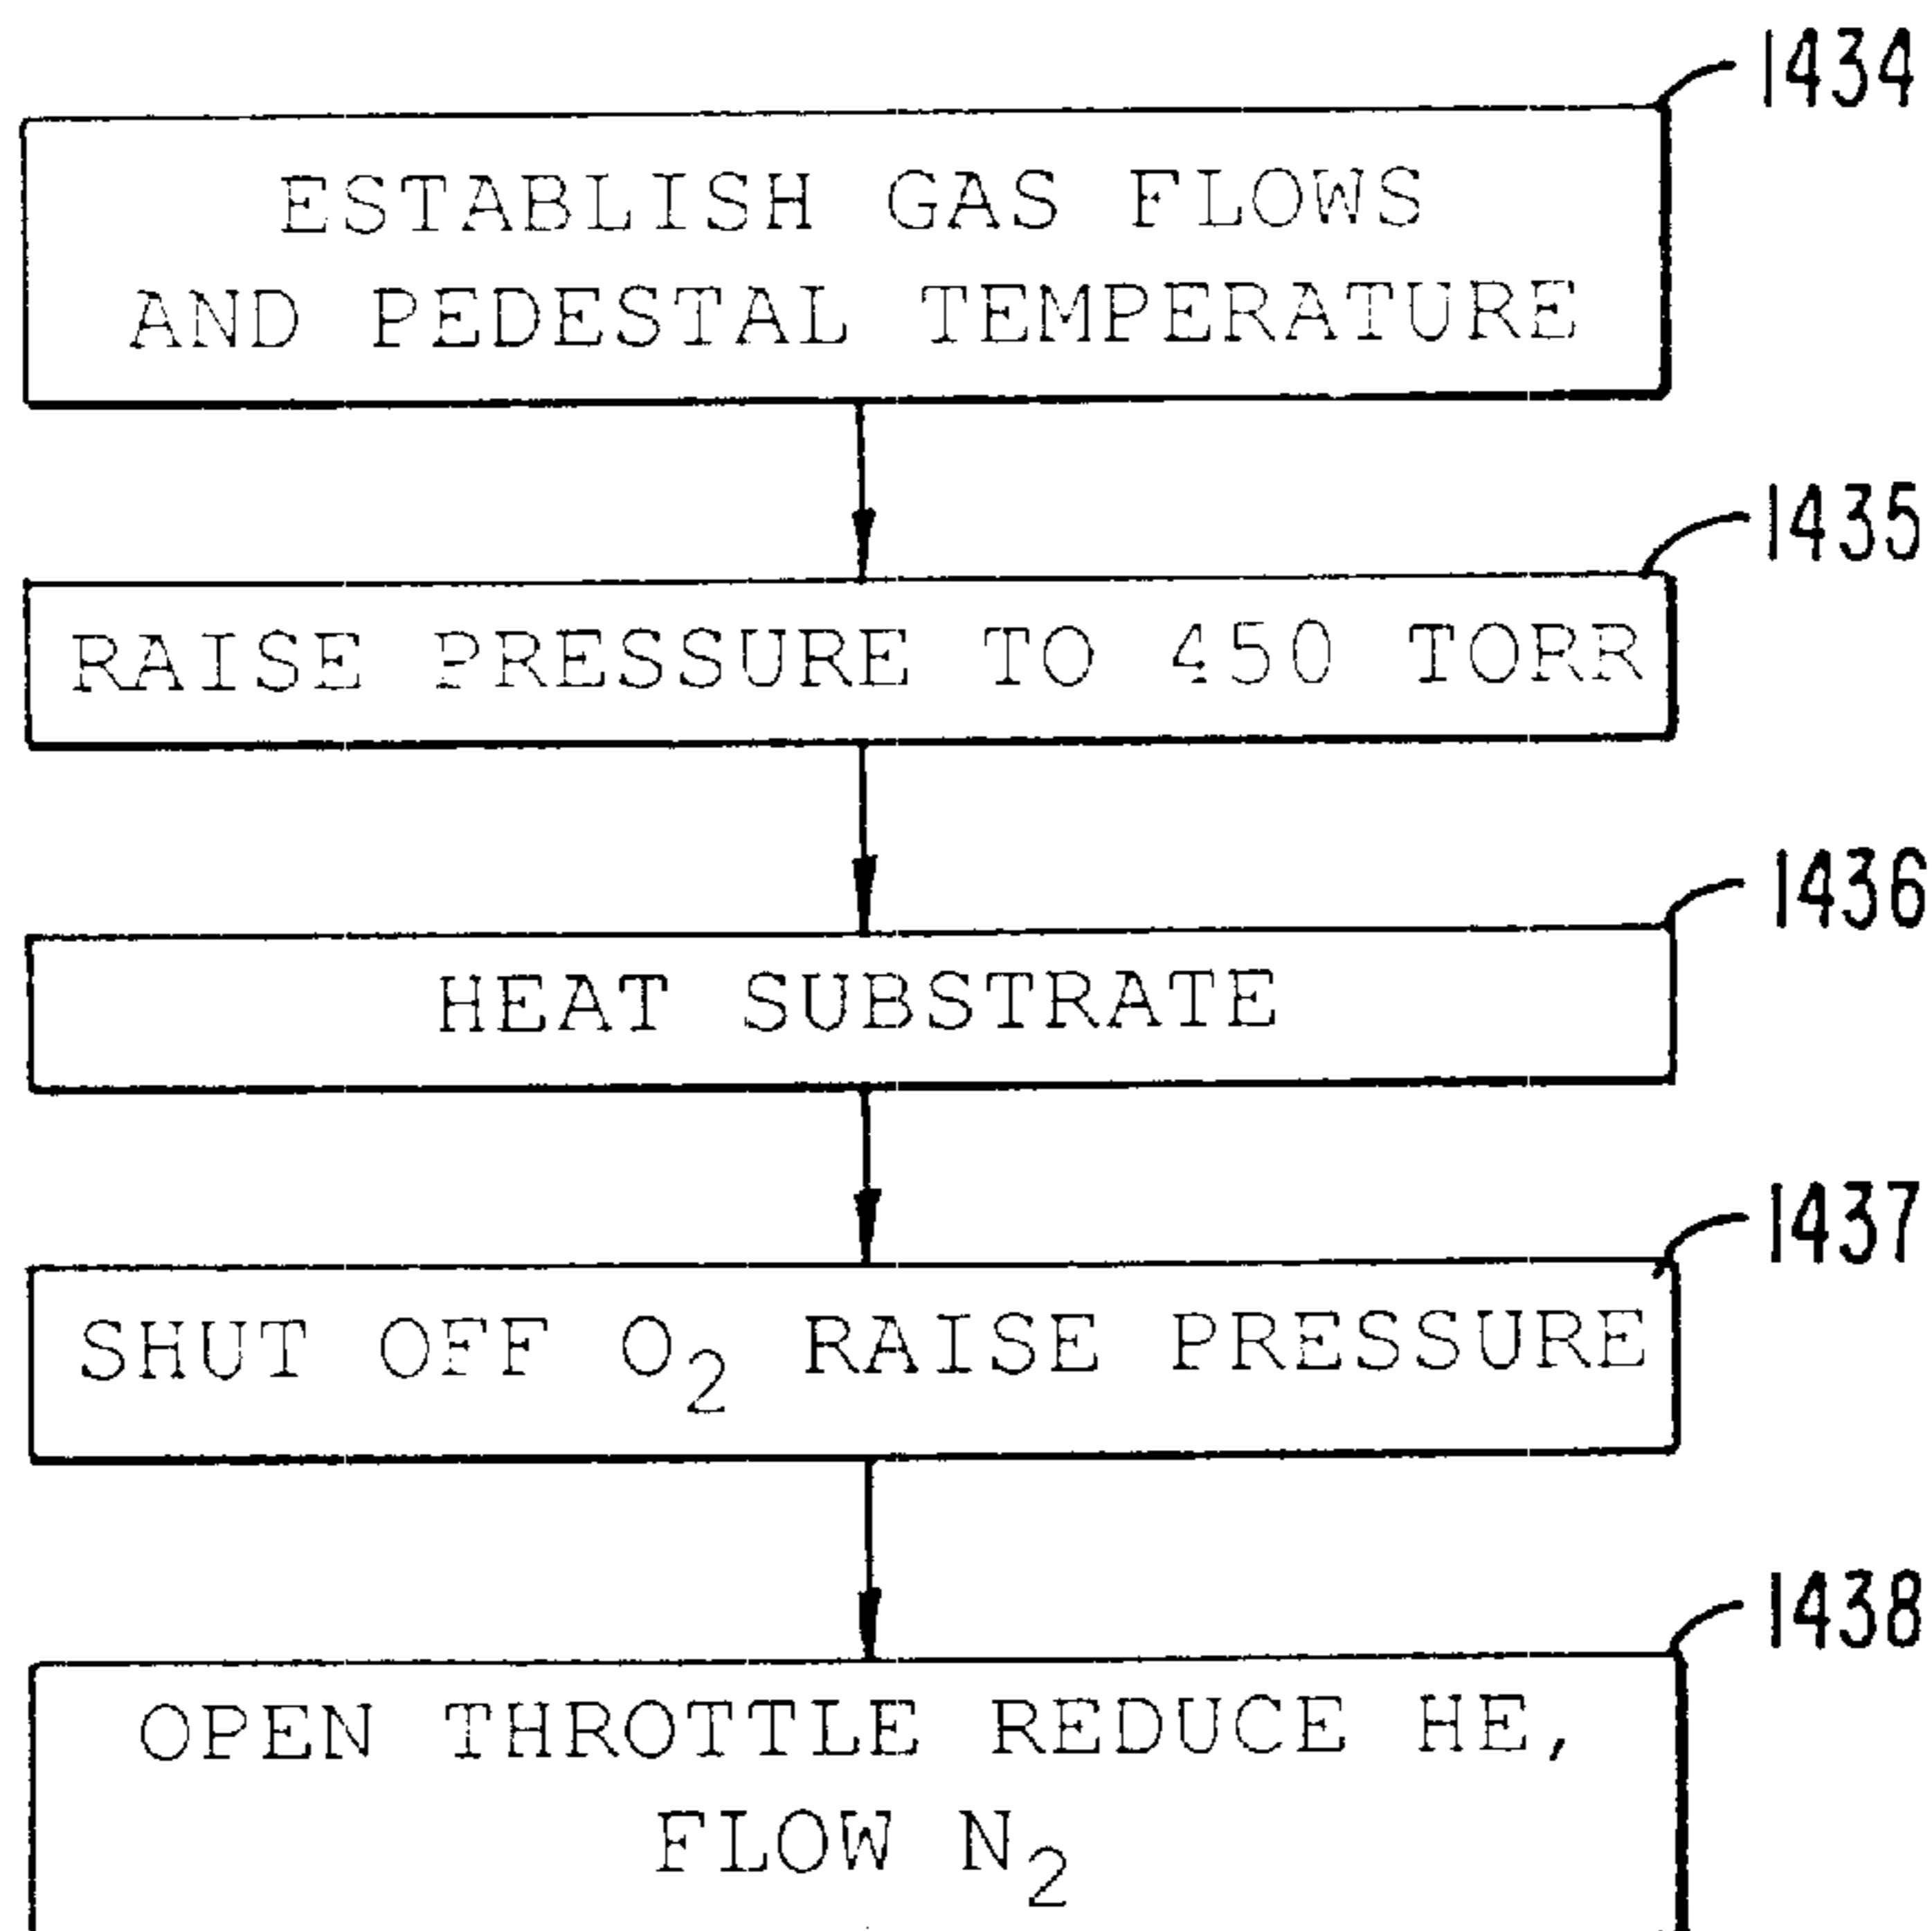 1434
ESTABLISH GAS FLOWS
AND PEDESTAL TEMPERATURE
1435
RAISE PRESSURE TO 450 TORR
1436
HEAT SUBSTRATE
1437
SHUT OFF O₂ RAISE PRESSURE
1438
OPEN THROTTLE REDUCE HE,
FLOW N₂